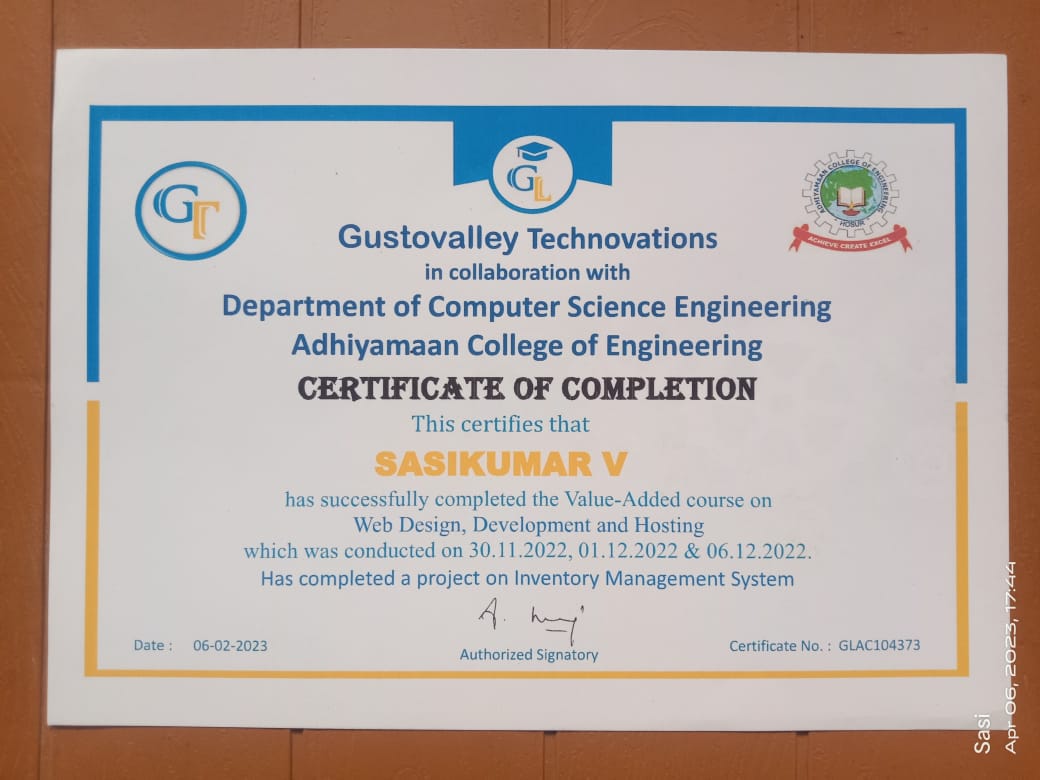 GL
GT
ADHIYAMAAN COLLEGE OF ENGINEERING
HOSUR
ACHIEVE CREATE EXCEL
Gustovalley Technovations
in collaboration with
Department of Computer Science Engineering
Adhiyamaan College of Engineering
CERTIFICATE OF COMPLETION
This certifies that
SASIKUMAR V
has successfully completed the Value-Added course on
Web Design, Development and Hosting
which was conducted on 30.11.2022, 01.12.2022 & 06.12.2022.
Has completed a project on Inventory Management System
Date : 06-02-2023
Authorized Signatory
Certificate No. : GLAC104373
Sasi
Apr 06, 2023, 17:44